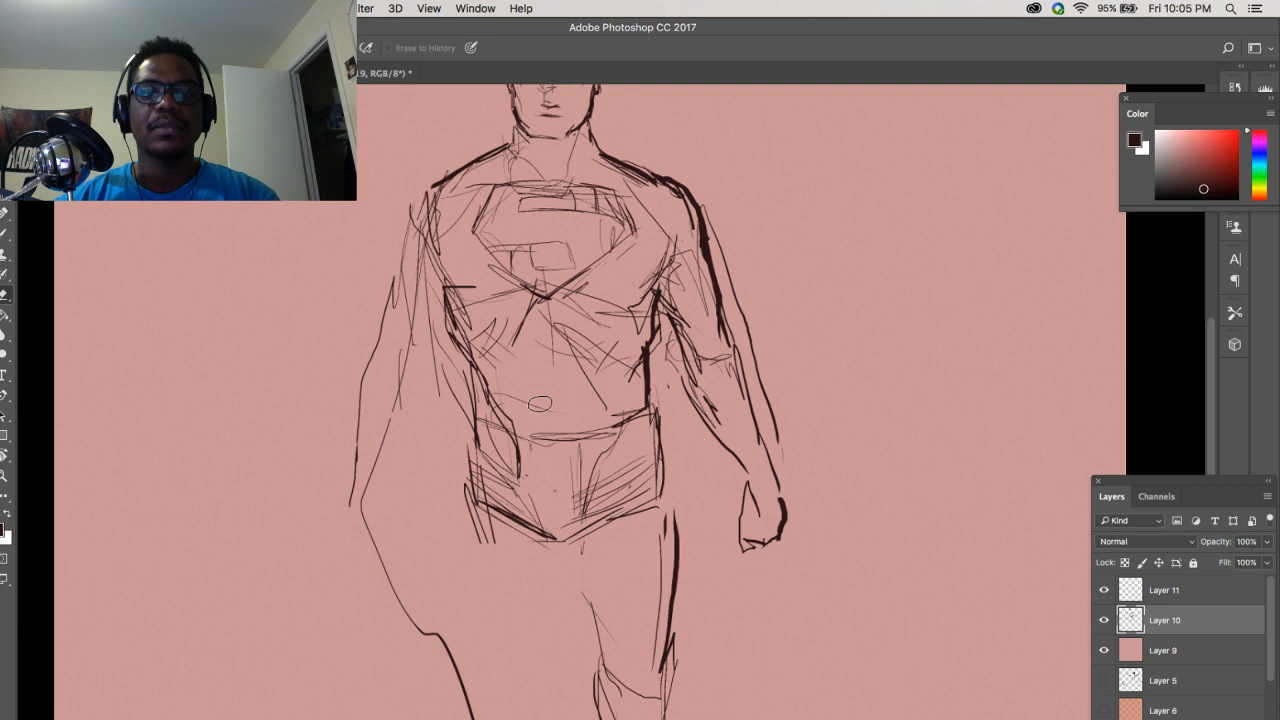 lter 3D View Window Help 95% Fri 10:05 PM
Adobe Photoshop CC 2017
Erase to History
19, RGB/8*) *
Color
Layers Channels
Kind
Normal Opacity: 100%
Lock: Fill: 100%
Layer 11
Layer 10
Layer 9
Layer 5
Layer 6